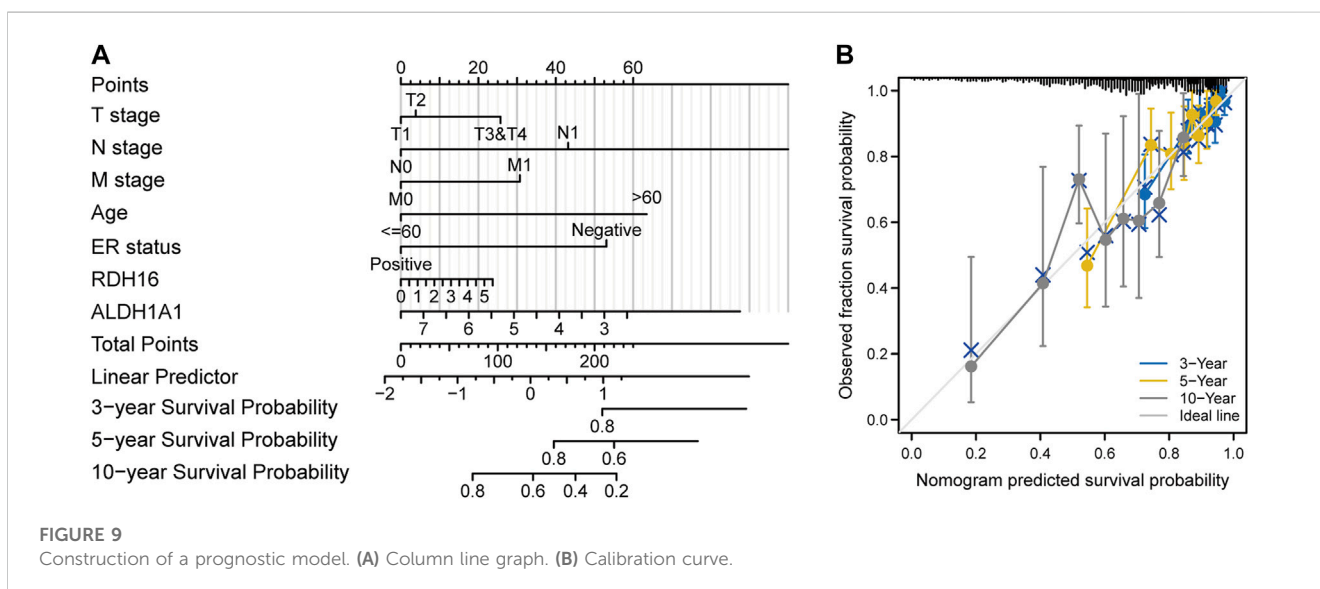 A
0 20 40 60
Points
T2
T stage
T1 T3&T4 N1
N stage
N0 M1
M stage
M0 >60
Age
<=60 Negative
ER status
Positive
RDH16
0 1 2 3 4 5
ALDH1A1
7 6 5 4 3
Total Points
0 100 200
Linear Predictor
−2 −1 0 1
3−year Survival Probability
0.8
5−year Survival Probability
0.8 0.6
10−year Survival Probability
0.8 0.6 0.4 0.2
B
Observed fraction survival probability
1.0
0.8
0.6
0.4
0.2
0.0
3−Year
5−Year
10−Year
Ideal line
0.0 0.2 0.4 0.6 0.8 1.0
Nomogram predicted survival probability
FIGURE 9
Construction of a prognostic model. (A) Column line graph. (B) Calibration curve.